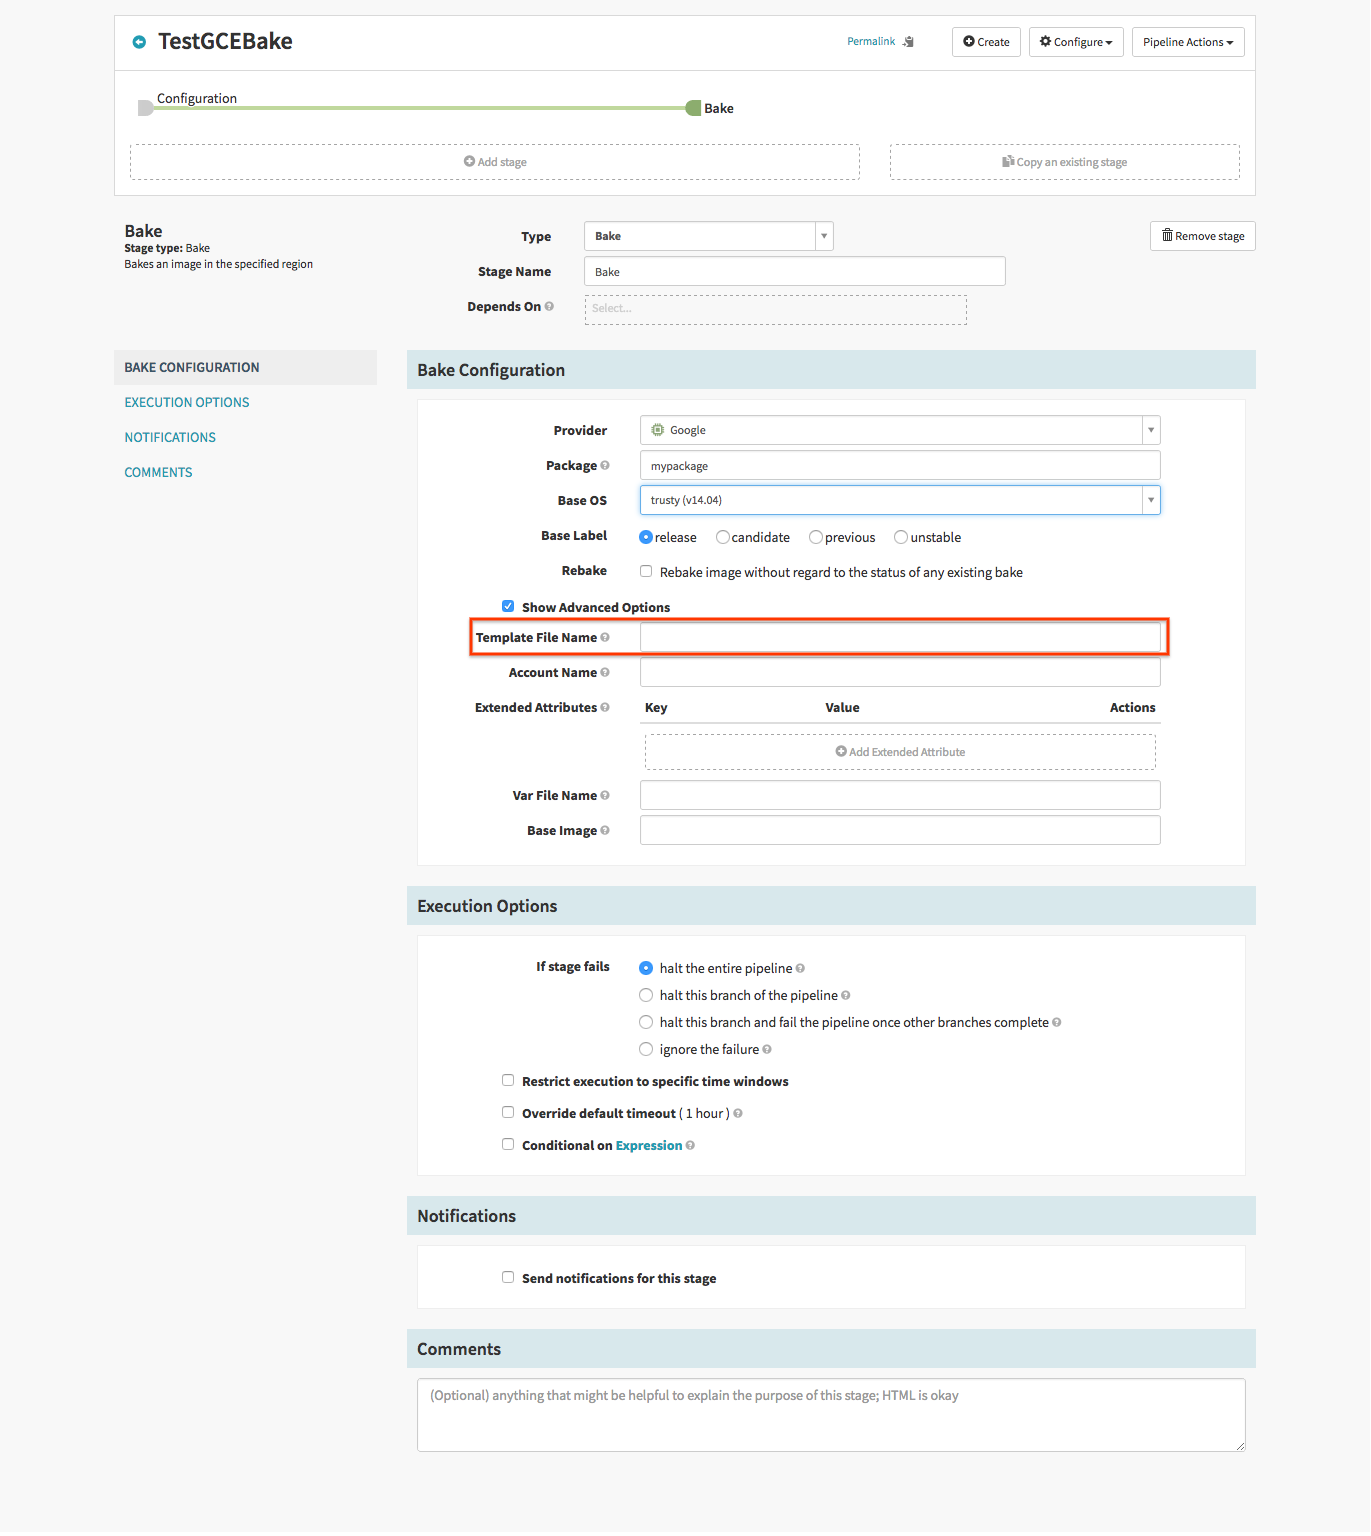 TestGCEBake
Permalink
Create
Configure
Pipeline Actions
Configuration
Bake
Add stage
Copy an existing stage
Bake
Stage type: Bake
Bakes an image in the specified region
Type
Bake
Remove stage
Stage Name
Bake
Depends On
Select...
BAKE CONFIGURATION
EXECUTION OPTIONS
NOTIFICATIONS
COMMENTS
Bake Configuration
Provider
Google
Package
mypackage
Base OS
trusty (v14.04)
Base Label
release
candidate
previous
unstable
Rebake
Rebake image without regard to the status of any existing bake
Show Advanced Options
Template File Name
Account Name
Extended Attributes
Key
Value
Actions
Add Extended Attribute
Var File Name
Base Image
Execution Options
If stage fails
halt the entire pipeline
halt this branch of the pipeline
halt this branch and fail the pipeline once other branches complete
ignore the failure
Restrict execution to specific time windows
Override default timeout ( 1 hour )
Conditional on Expression
Notifications
Send notifications for this stage
Comments
(Optional) anything that might be helpful to explain the purpose of this stage; HTML is okay